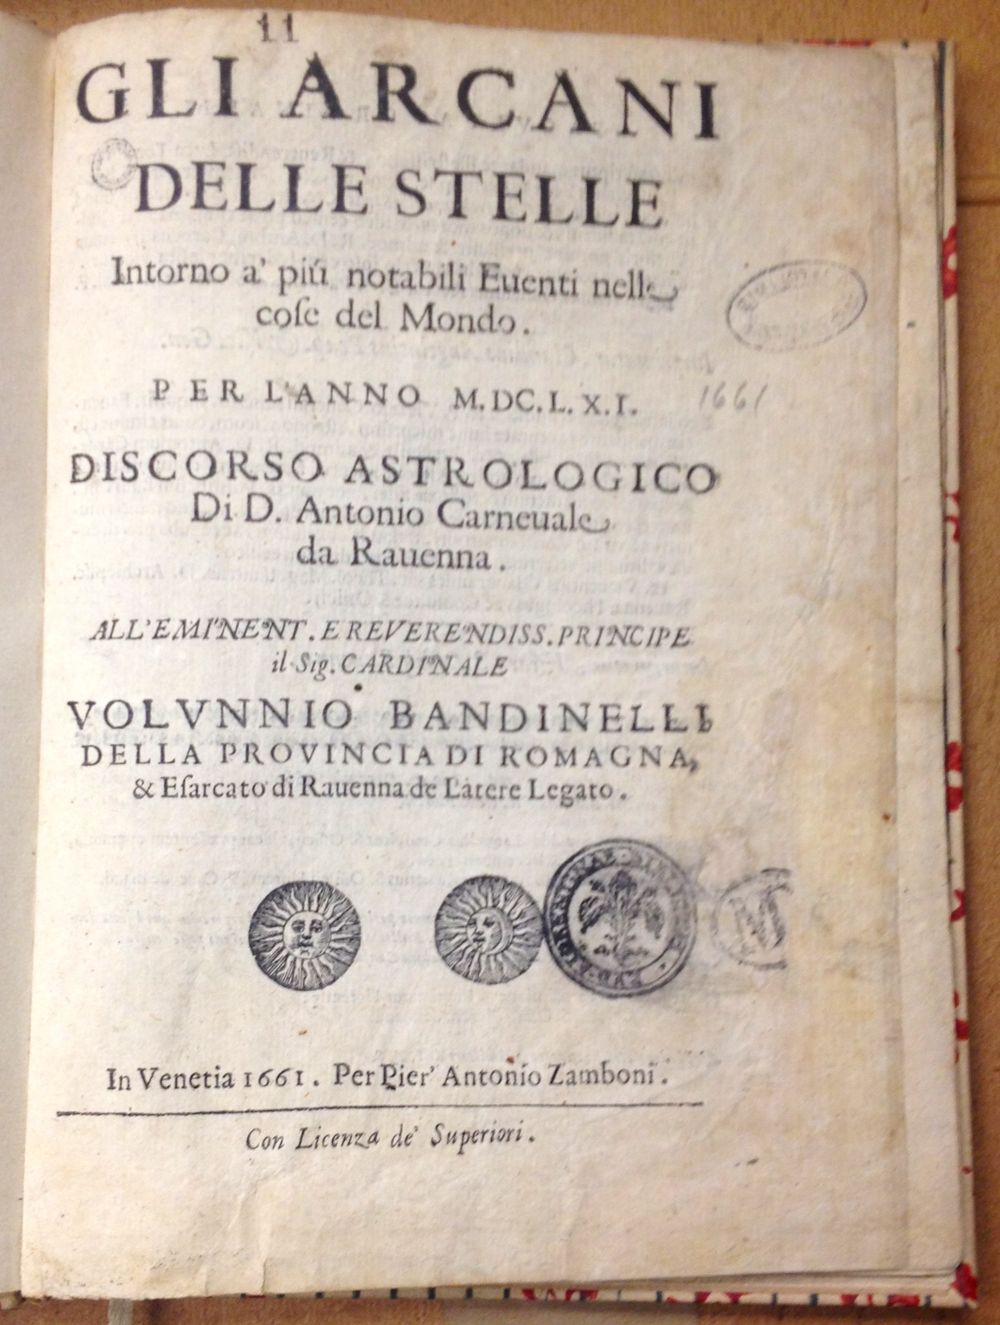 11
GLI ARCANI
DELLE STELLE
Intorno a' piú notabili Euenti nelle
coſe del Mondo.
PER L'ANNO M.DC.L.X.I.
1661
DISCORSO ASTROLOGICO
Di D. Antonio Carneuale
da Rauenna.
ALL'EMINENT. E REVERENDISS. PRINCIPE
il Sig. CARDINALE
VOLVNNIO BANDINELLI
DELLA PROVINCIA DI ROMAGNA,
& Eſarcato di Rauenna de Latere Legato.
In Venetia 1661. Per Pier' Antonio Zamboni.
Con Licenza de' Superiori.